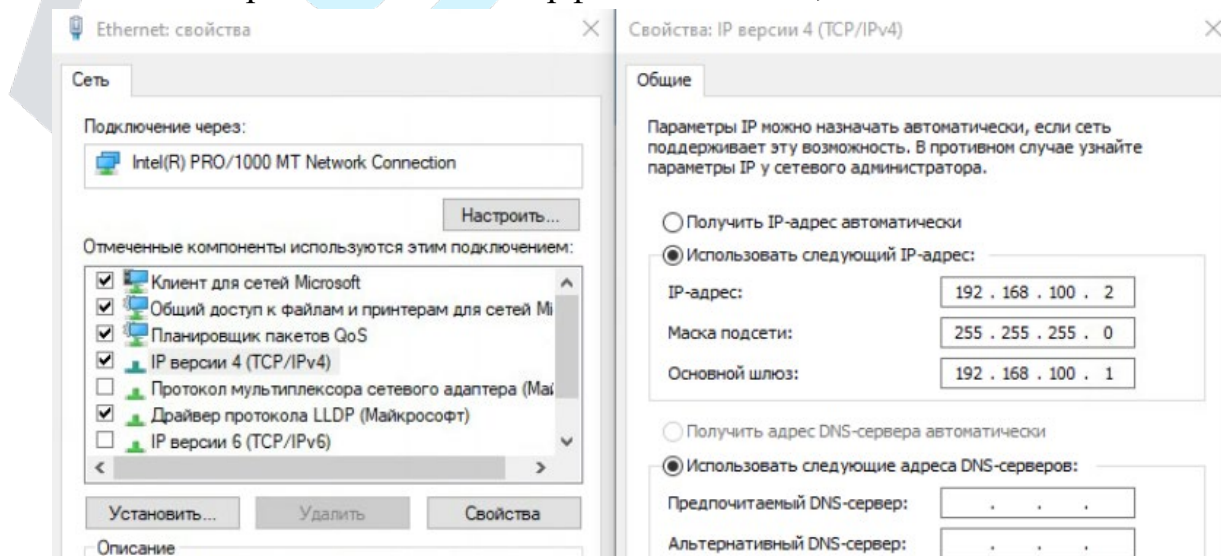 Ethernet: свойства
Сеть
Подключение через:
Intel(R) PRO/1000 MT Network Connection
Настроить...
Отмеченные компоненты используются этим подключением:
Клиент для сетей Microsoft
Общий доступ к файлам и принтерам для сетей Mi
Планировщик пакетов QoS
IP версии 4 (TCP/IPv4)
Протокол мультиплексора сетевого адаптера (Май
Драйвер протокола LLDP (Майкрософт)
IP версии 6 (TCP/IPv6)
Установить...
Удалить
Свойства
Описание
Свойства: IP версии 4 (TCP/IPv4)
Общие
Параметры IP можно назначать автоматически, если сеть
поддерживает эту возможность. В противном случае узнайте
параметры IP у сетевого администратора.
Получить IP-адрес автоматически
Использовать следующий IP-адрес:
IP-адрес: 192 . 168 . 100 . 2
Маска подсети: 255 . 255 . 255 . 0
Основной шлюз: 192 . 168 . 100 . 1
Получить адрес DNS-сервера автоматически
Использовать следующие адреса DNS-серверов:
Предпочитаемый DNS-сервер: . . .
Альтернативный DNS-сервер: . . .